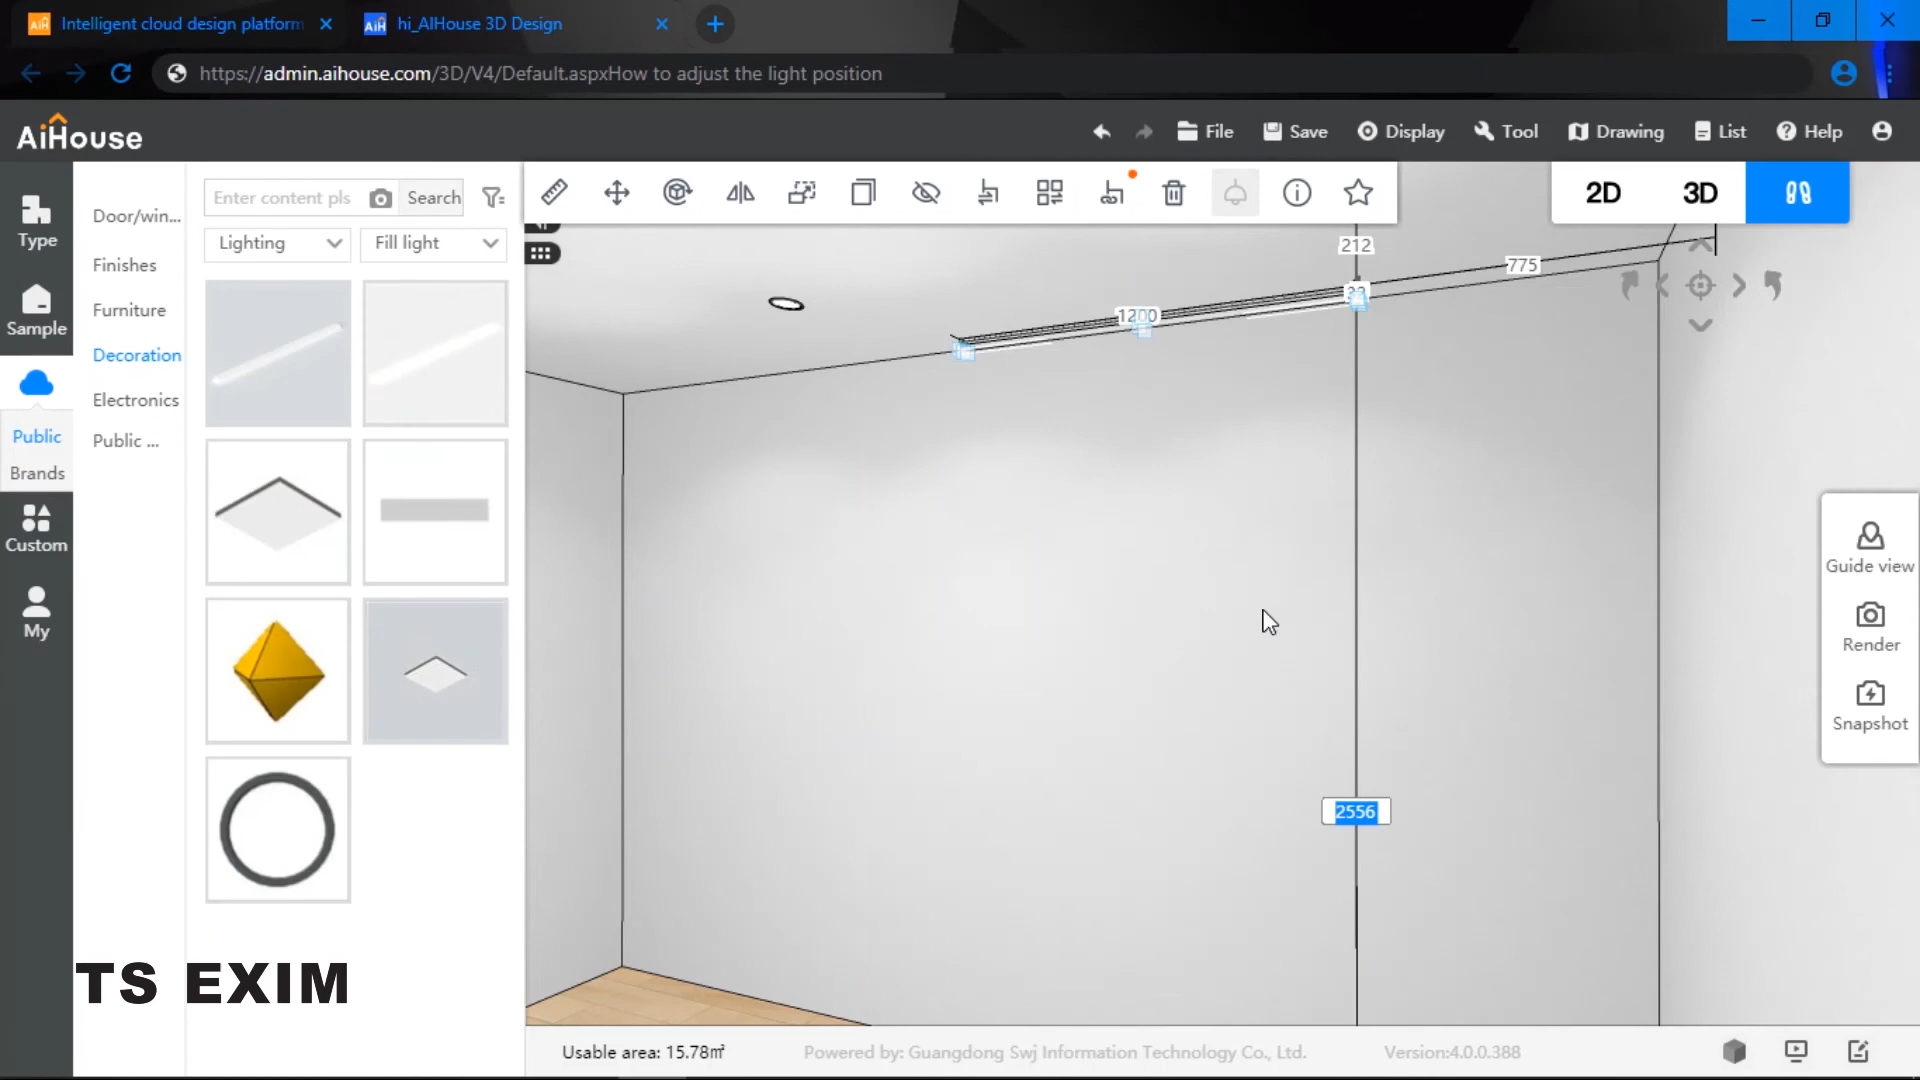 Intelligent cloud design platform
hi_AIHouse 3D Design
https://admin.aihouse.com/3D/V4/Default.aspxHow to adjust the light position
AiHouse
File
Save
Display
Tool
Drawing
List
Help
Type
Sample
Public
Brands
Custom
My
Door/win...
Finishes
Furniture
Decoration
Electronics
Public ...
Enter content pls
Search
Lighting
Fill light
2D
3D
212
775
1200
2556
Guide view
Render
Snapshot
TS EXIM
Usable area: 15.78㎡
Powered by: Guangdong Swj Information Technology Co., Ltd.
Version:4.0.0.388